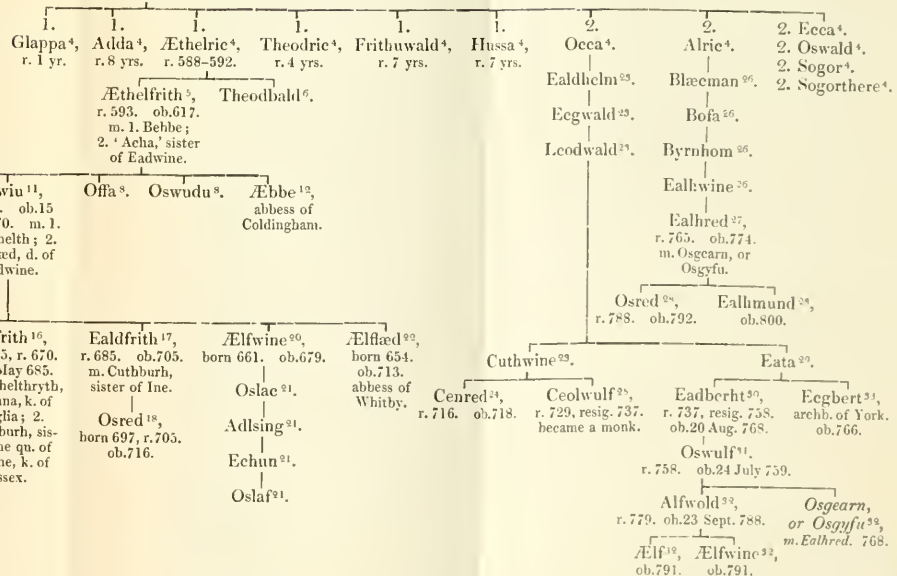 1. 1. 1. 1. 1. 1. 2. 2. 2. Ecca⁴.
Glappa⁴, Adda⁴, Æthelric⁴, Theodric⁴, Frithuwald⁴, Hussa⁴, Occa⁴. Alric⁴. 2. Oswald⁴.
r. 1 yr. r. 8 yrs. r. 588–592. r. 4 yrs. r. 7 yrs. r. 7 yrs. 2. Sogor⁴.
2. Sogorthere⁴.
Ealdhelm²³. Blæcman²⁶.
Æthelfrith⁵, Theodbald⁶.
r. 593. ob. 617.
m. 1. Behbe;
2. ‘Acha,’ sister
of Eadwine.
Ecgwald²³. Bofa²⁶.
Leodwald²³. Byrnhom²⁶.
Ealhwine²⁶.
Ealhred²⁷,
r. 765. ob. 774.
m. Osgearn, or
Osgyfu.
wiu¹¹, Offa⁸. Oswudu⁸. Æbbe¹²,
ob. 15 abbess of
0. m. 1. Coldingham.
elth; 2.
æd, d. of
dwine.
Osred²⁸, Ealhmund²⁸,
r. 788. ob. 792. ob. 800.
rith¹⁶, Ealdfrith¹⁷, Ælfwine²⁰, Ælflæd²²,
5, r. 670. r. 685. ob. 705. born 661. ob. 679. born 654.
May 685. m. Cuthburh, ob. 713.
helthryth, sister of Ine. abbess of
nna, k. of Whitby.
glia; 2.
burh, sis-
ne qu. of
ne, k. of
ssex.
Osred¹⁸,
born 697, r. 705.
ob. 716.
Oslac²¹.
Adlsing²¹.
Echun²¹.
Oslaf²¹.
Cuthwine²³. Eata²⁹.
Cenred²⁴, Ceolwulf²⁵, Eadberht³⁰, Ecgbert³¹,
r. 716. ob. 718. r. 729, resig. 737. r. 737, resig. 758. archb. of York.
became a monk. ob. 20 Aug. 768. ob. 766.
Oswulf³¹.
r. 758. ob. 24 July 759.
Alfwold³², Osgearn,
r. 779. ob. 23 Sept. 788. or Osgyfu³²,
m. Ealhred. 768.
Ælf³², Ælfwine³²,
ob. 791. ob. 791.